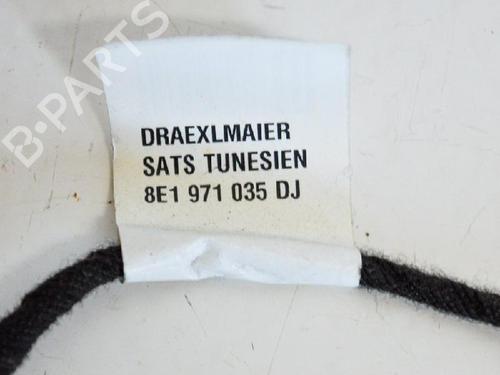 B-PARTS
DRAEXLMAIER
SATS TUNESIEN
8E1 971 035 DJ